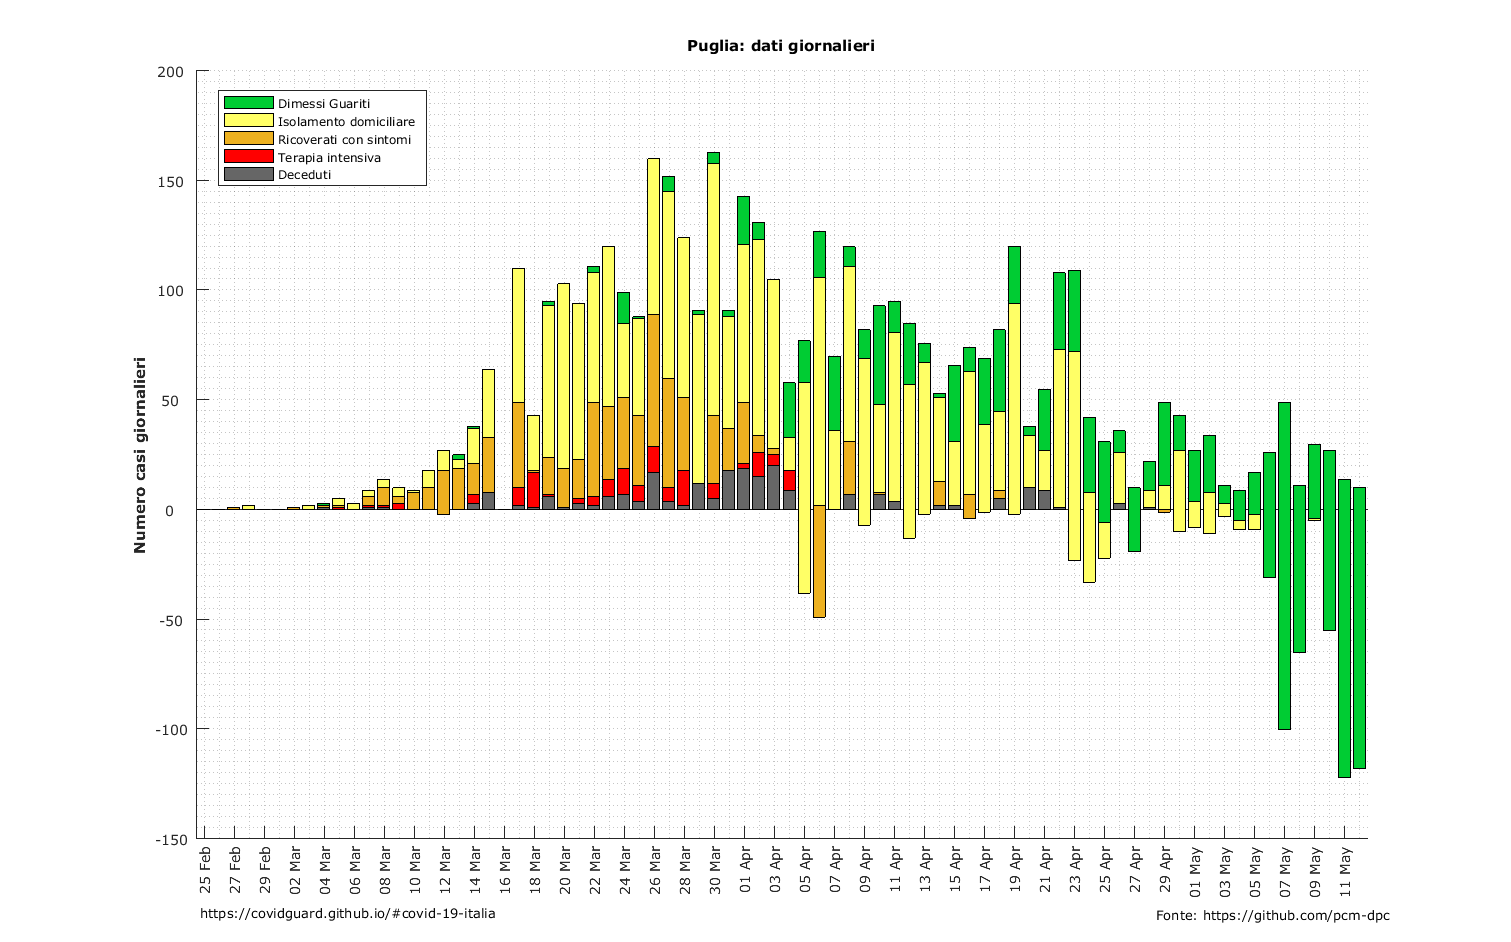 Puglia: dati giornalieri
200
150
100
50
0
-50
-100
-150
Numero casi giornalieri
Dimessi Guariti
Isolamento domiciliare
Ricoverati con sintomi
Terapia intensiva
Deceduti
25 Feb
27 Feb
29 Feb
02 Mar
04 Mar
06 Mar
08 Mar
10 Mar
12 Mar
14 Mar
16 Mar
18 Mar
20 Mar
22 Mar
24 Mar
26 Mar
28 Mar
30 Mar
01 Apr
03 Apr
05 Apr
07 Apr
09 Apr
11 Apr
13 Apr
15 Apr
17 Apr
19 Apr
21 Apr
23 Apr
25 Apr
27 Apr
29 Apr
01 May
03 May
05 May
07 May
09 May
11 May
https://covidguard.github.io/#covid-19-italia
Fonte: https://github.com/pcm-dpc